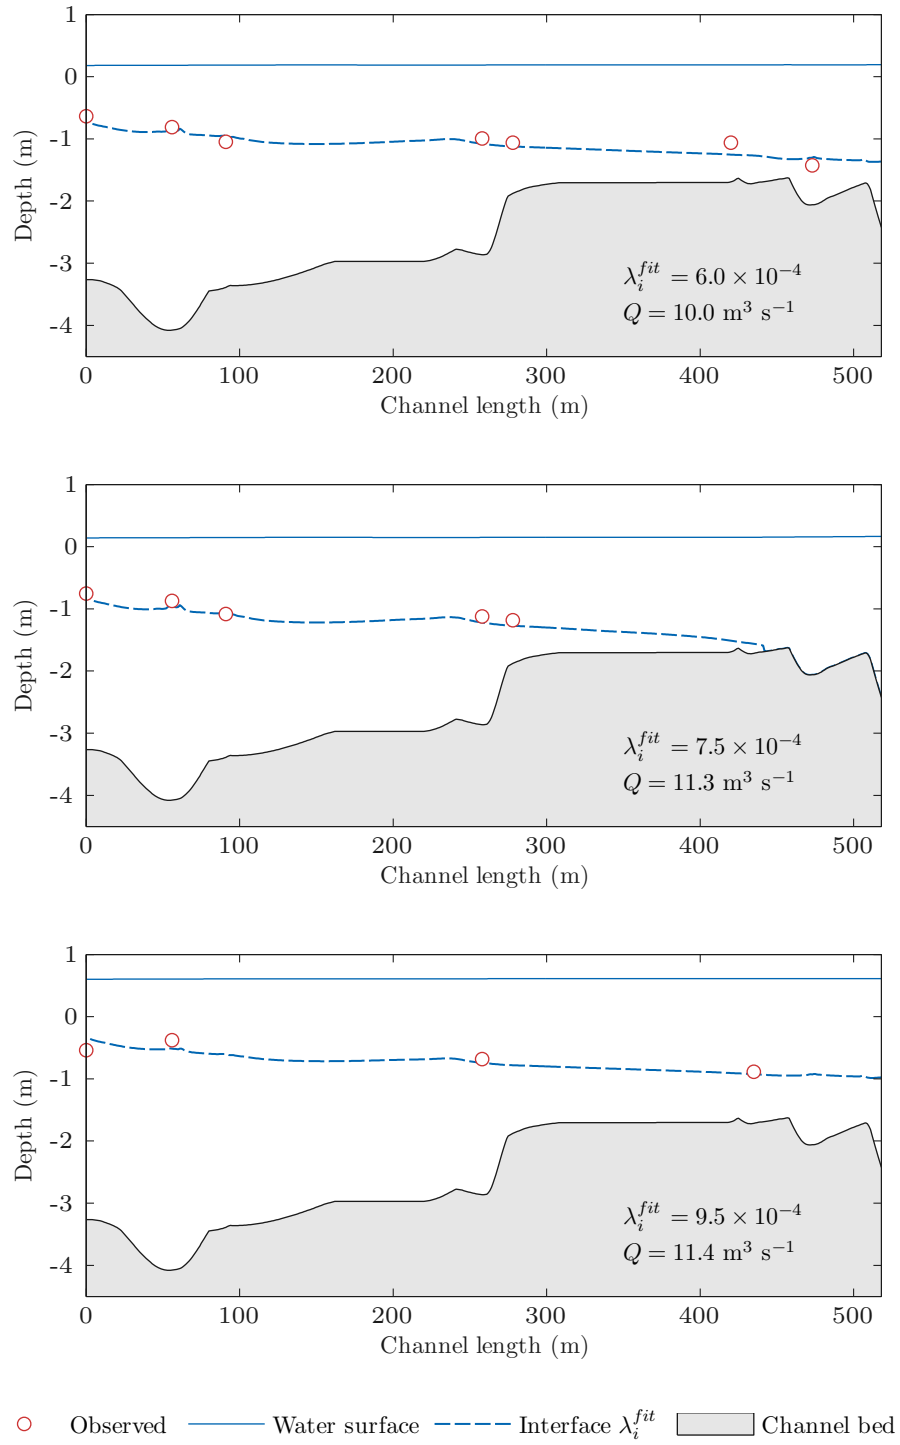 1
0
-1
-2
-3
-4
Depth (m)
λ_i^{fit} = 6.0 × 10^{−4}
Q = 10.0 m^3 s^{−1}
0 100 200 300 400 500
Channel length (m)
1
0
-1
-2
-3
-4
Depth (m)
λ_i^{fit} = 7.5 × 10^{−4}
Q = 11.3 m^3 s^{−1}
0 100 200 300 400 500
Channel length (m)
1
0
-1
-2
-3
-4
Depth (m)
λ_i^{fit} = 9.5 × 10^{−4}
Q = 11.4 m^3 s^{−1}
0 100 200 300 400 500
Channel length (m)
Observed Water surface Interface λ_i^{fit} Channel bed